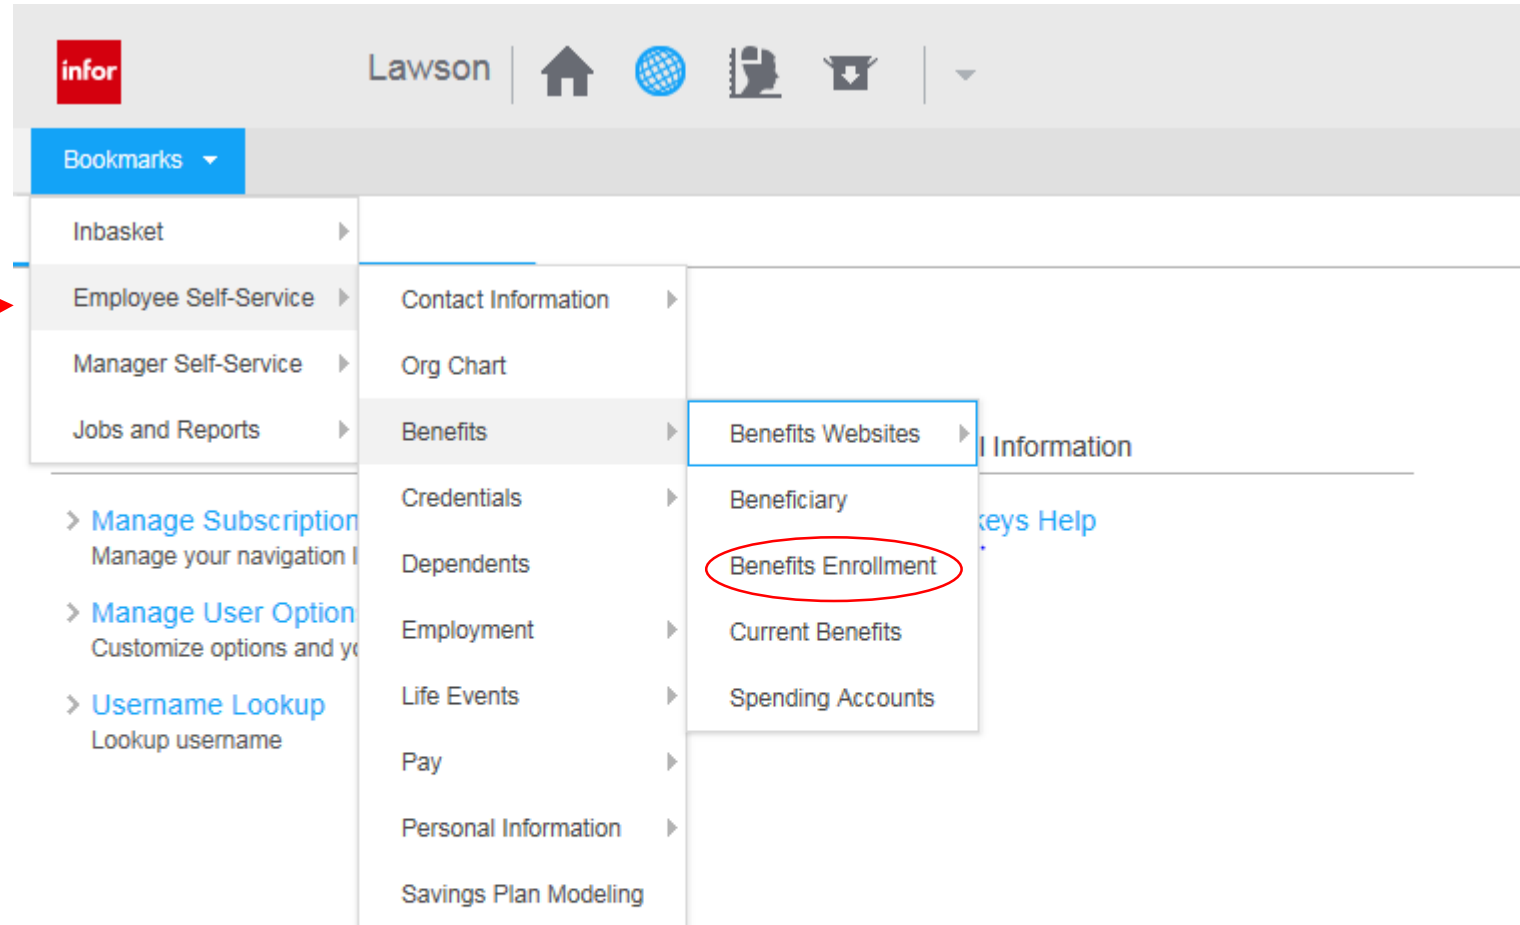 infor
Lawson
Bookmarks
Inbasket
Employee Self-Service
Manager Self-Service
Jobs and Reports
Contact Information
Org Chart
Benefits
Credentials
Dependents
Employment
Life Events
Pay
Personal Information
Savings Plan Modeling
Benefits Websites
Beneficiary
Benefits Enrollment
Current Benefits
Spending Accounts
l Information
Manage Subscription
Manage your navigation l
keys Help
Manage User Option
Customize options and yo
Username Lookup
Lookup username